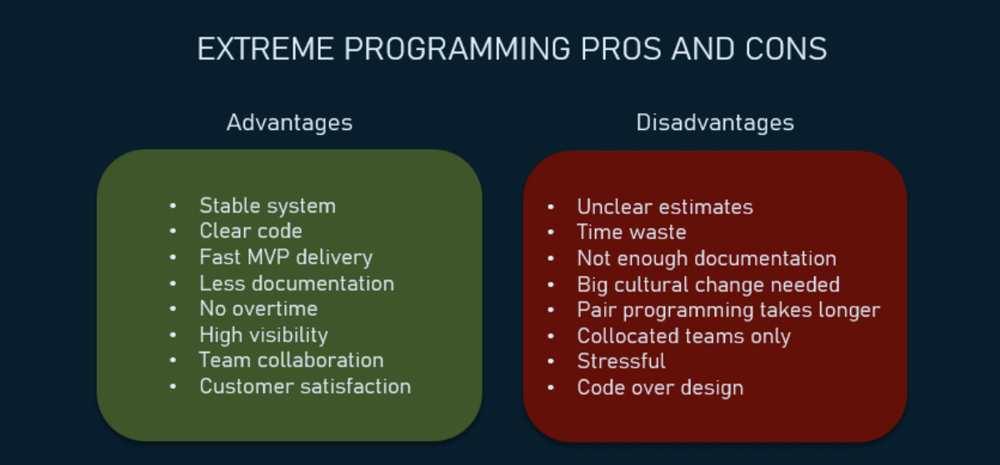 EXTREME PROGRAMMING PROS AND CONS
Advantages
• Stable system
• Clear code
• Fast MVP delivery
• Less documentation
• No overtime
• High visibility
• Team collaboration
• Customer satisfaction
Disadvantages
• Unclear estimates
• Time waste
• Not enough documentation
• Big cultural change needed
• Pair programming takes longer
• Collocated teams only
• Stressful
• Code over design